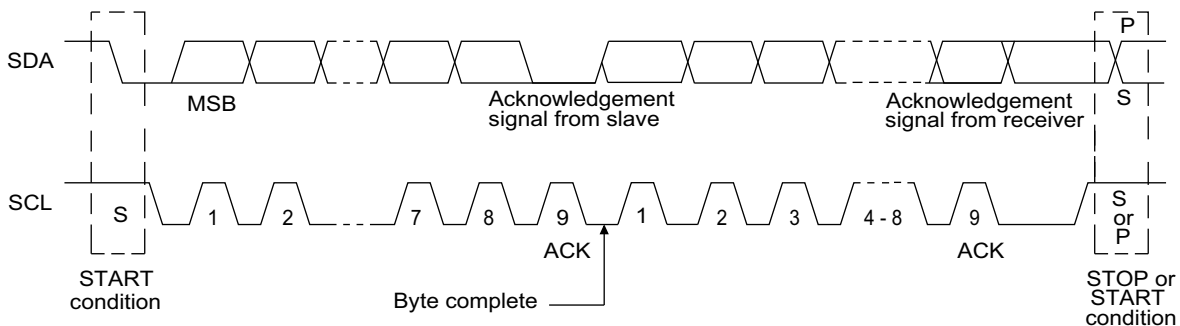 P
SDA
MSB
Acknowledgement
signal from slave
Acknowledgement
signal from receiver
S
SCL
S
1
2
7
8
9
1
2
3
4 - 8
9
S
or
P
ACK
ACK
START
condition
Byte complete
STOP or
START
condition